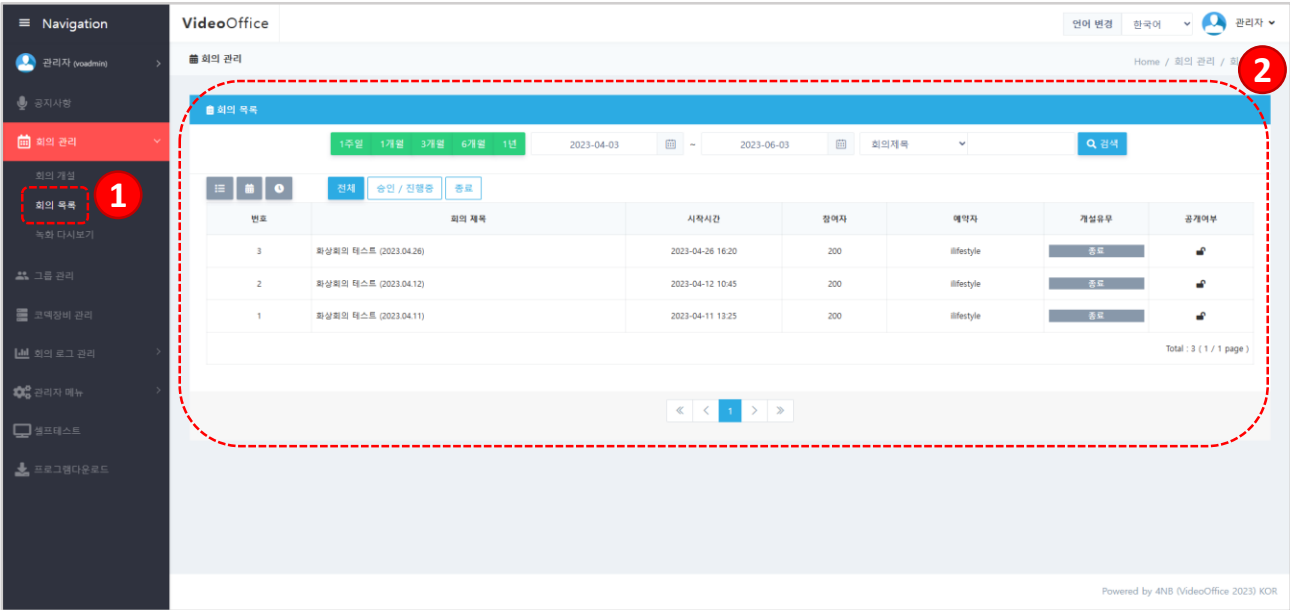 Navigation
VideoOffice
언어 변경 한국어
관리자
관리자 (voadmin)
회의 관리
Home / 회의 관리 /
2
공지사항
회의 목록
회의 관리
1주일 1개월 3개월 6개월 1년 2023-04-03 ~ 2023-06-03 회의제목 검색
회의 개설
1
회의 목록
녹화 다시보기
전체 승인 / 진행중 종료
번호 회의 제목 시작시간 참여자 예약자 개설유무 공개여부
3 화상회의 테스트 (2023.04.26) 2023-04-26 16:20 200 ilifestyle 종료
2 화상회의 테스트 (2023.04.12) 2023-04-12 10:45 200 ilifestyle 종료
1 화상회의 테스트 (2023.04.11) 2023-04-11 13:25 200 ilifestyle 종료
Total : 3 ( 1 / 1 page )
1
그룹 관리
코덱장비 관리
회의 로그 관리
관리자 메뉴
셀프테스트
프로그램다운로드
Powered by 4NB (VideoOffice 2023) KOR